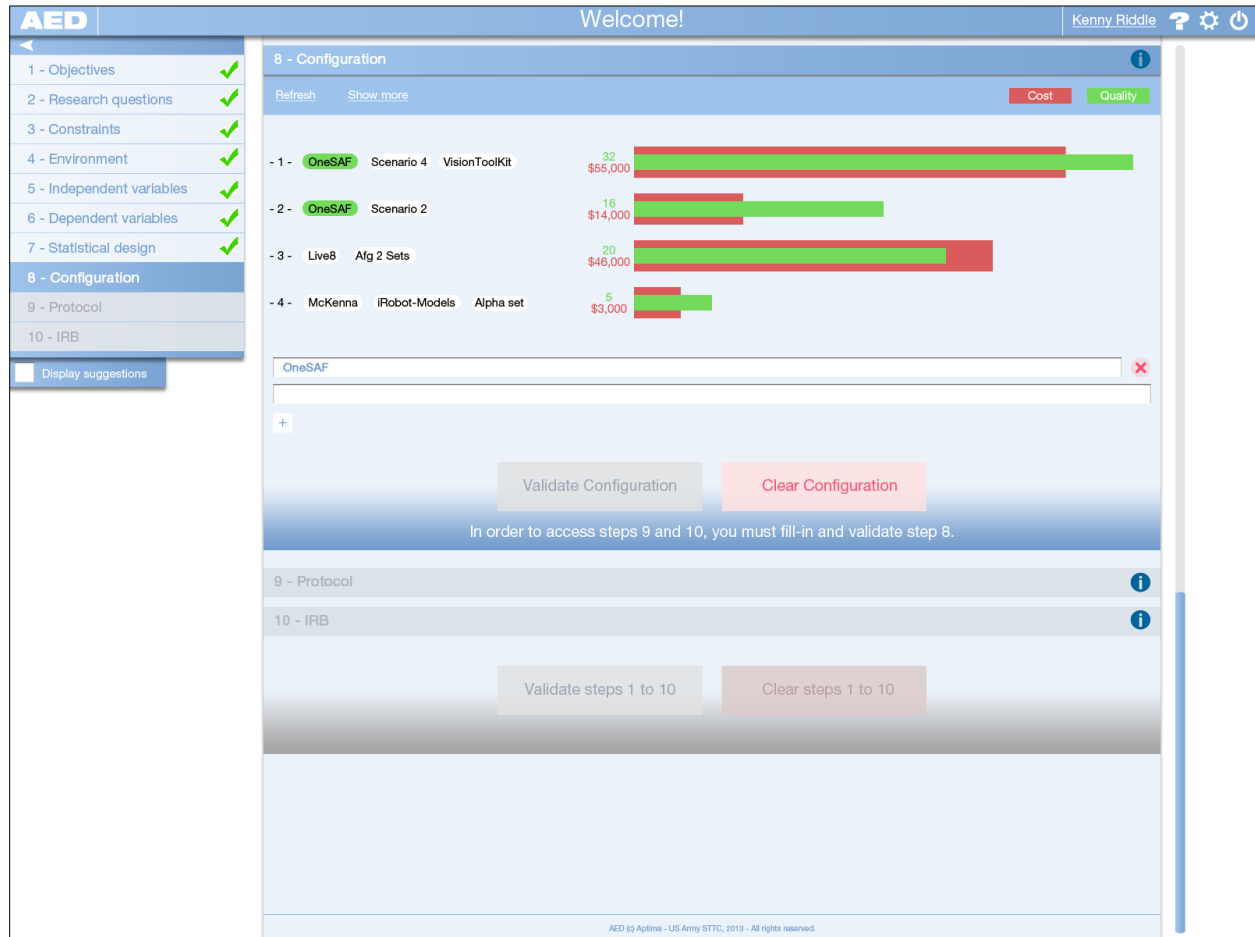 AED Welcome! Kenny Riddle ?
1 - Objectives
2 - Research questions
3 - Constraints
4 - Environment
5 - Independent variables
6 - Dependent variables
7 - Statistical design
8 - Configuration
9 - Protocol
10 - IRB
Display suggestions
8 - Configuration i
Refresh Show more Cost Quality
- 1 - OneSAF Scenario 4 VisionToolKit 32
$55,000
- 2 - OneSAF Scenario 2 16
$14,000
- 3 - Live8 Afg 2 Sets 20
$46,000
- 4 - McKenna iRobot-Models Alpha set 5
$3,000
OneSAF
+
Validate Configuration Clear Configuration
In order to access steps 9 and 10, you must fill-in and validate step 8.
9 - Protocol i
10 - IRB i
Validate steps 1 to 10 Clear steps 1 to 10
AED (c) Aptima - US Army STTC, 2013 - All rights reserved.